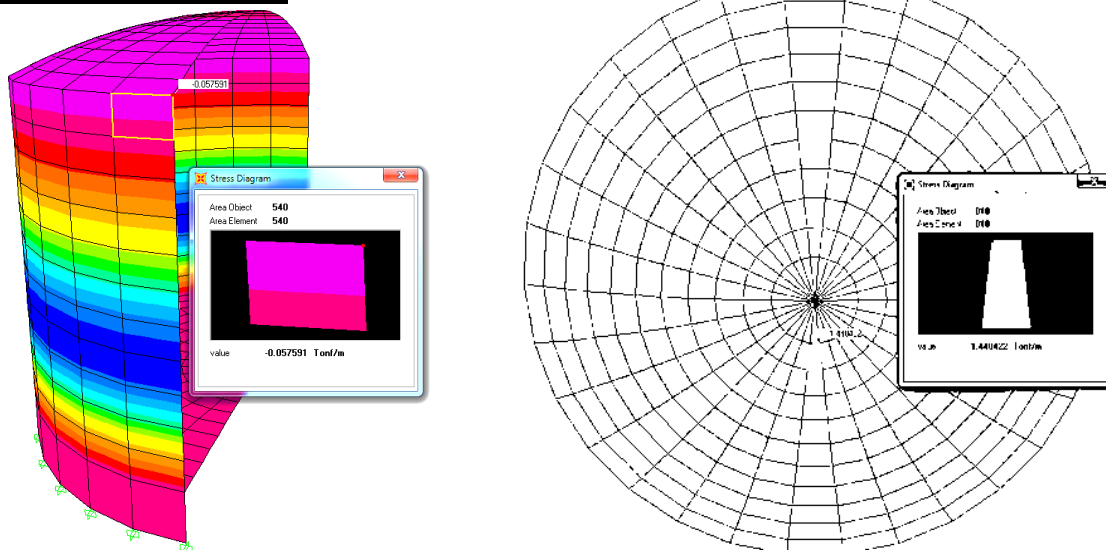 -0.057591
Stress Diagram
Area Object 540
Area Element 540
value -0.057591 Tonf/m
Stress Diagram
Area Object
Area Element
value 1.440422 Tonf/m